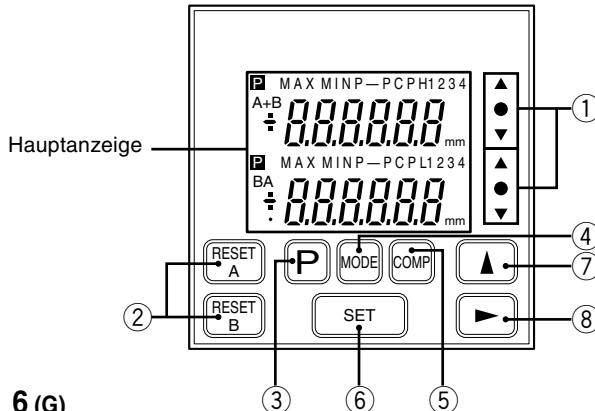 P MAX MIN P—P C P H 1 2 3 4
A+B
8.8.8.8.8.8 mm
Hauptanzeige
P MAX MIN P—P C P L 1 2 3 4
BA
8.8.8.8.8.8 mm
①
RESET A
P
MODE
COMP
④
⑦
②
RESET B
SET
⑧
6 (G)
③
⑥
⑤